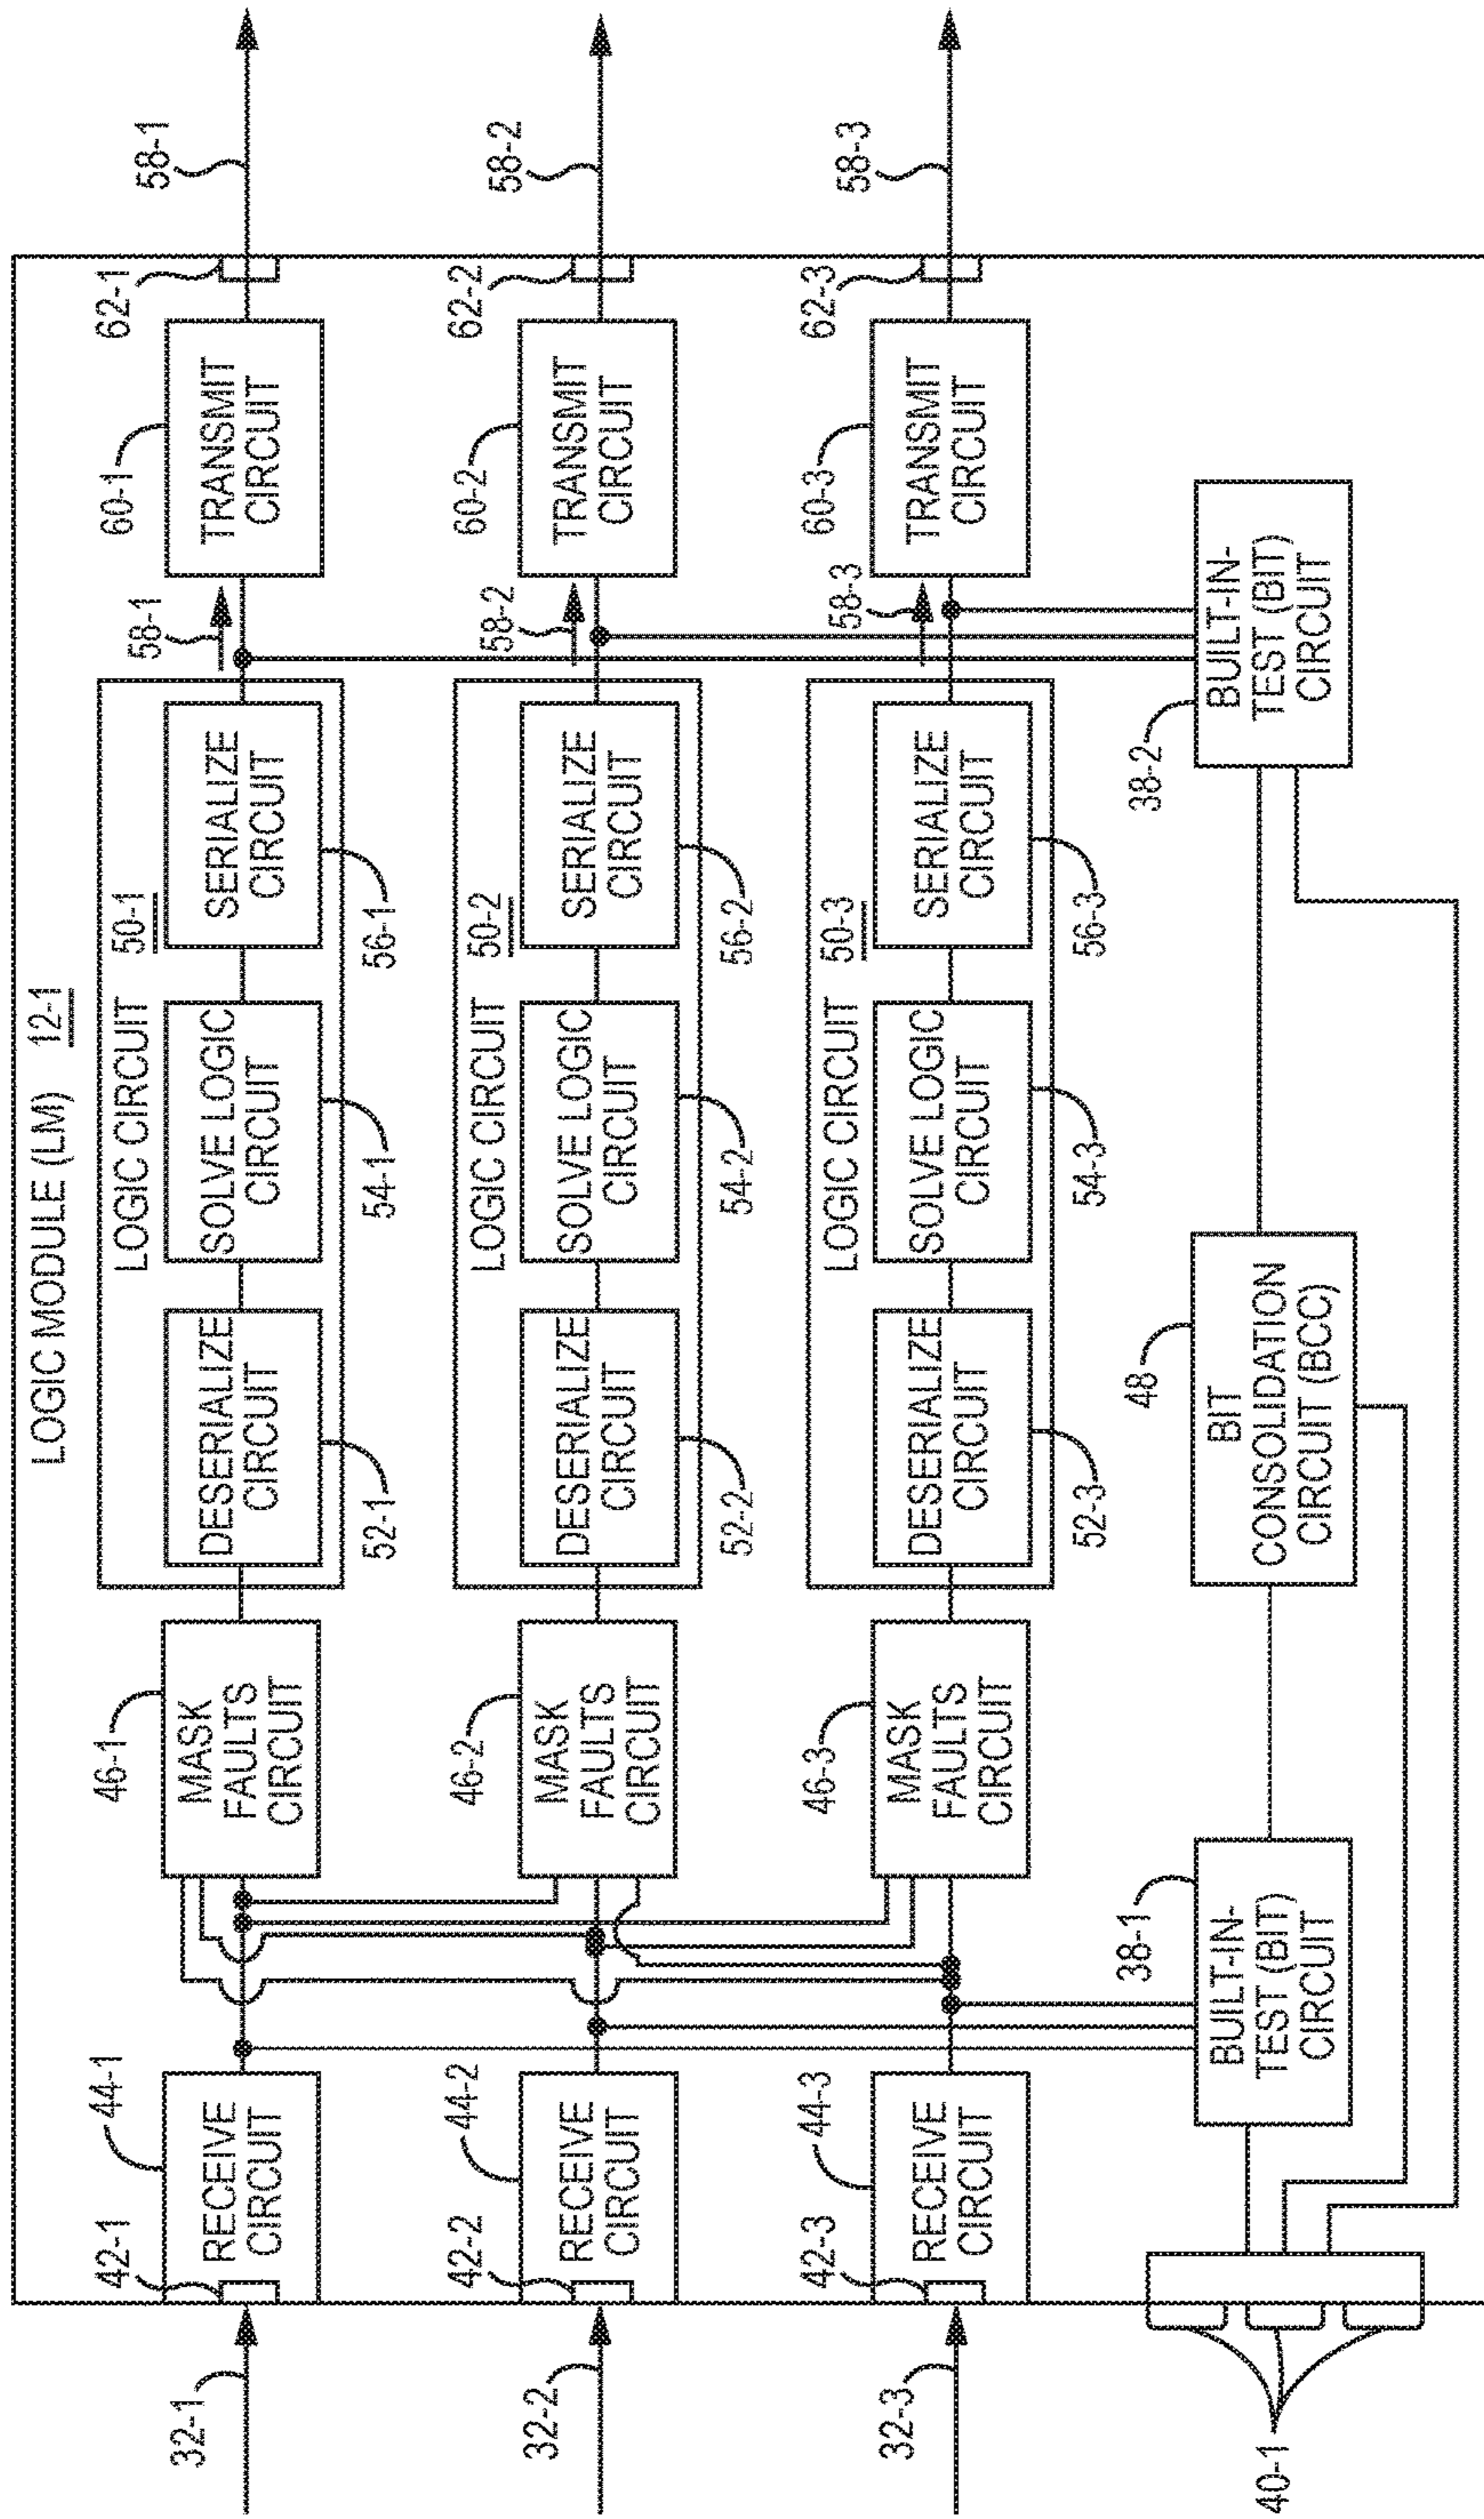 LOGIC MODULE (LM) 12-1
32-1
42-1
44-1
RECEIVE
CIRCUIT
46-1
MASK
FAULTS
CIRCUIT
LOGIC CIRCUIT 50-1
DESERIALIZE
CIRCUIT
52-1
SOLVE LOGIC
CIRCUIT
54-1
SERIALIZE
CIRCUIT
56-1
58-1
60-1
TRANSMIT
CIRCUIT
62-1
58-1
32-2
42-2
44-2
RECEIVE
CIRCUIT
46-2
MASK
FAULTS
CIRCUIT
LOGIC CIRCUIT 50-2
DESERIALIZE
CIRCUIT
52-2
SOLVE LOGIC
CIRCUIT
54-2
SERIALIZE
CIRCUIT
56-2
58-2
60-2
TRANSMIT
CIRCUIT
62-2
58-2
32-3
42-3
44-3
RECEIVE
CIRCUIT
46-3
MASK
FAULTS
CIRCUIT
LOGIC CIRCUIT 50-3
DESERIALIZE
CIRCUIT
52-3
SOLVE LOGIC
CIRCUIT
54-3
SERIALIZE
CIRCUIT
56-3
58-3
60-3
TRANSMIT
CIRCUIT
62-3
58-3
40-1
38-1
BUILT-IN-
TEST (BIT)
CIRCUIT
48
BIT
CONSOLIDATION
CIRCUIT (BCC)
38-2
BUILT-IN-
TEST (BIT)
CIRCUIT